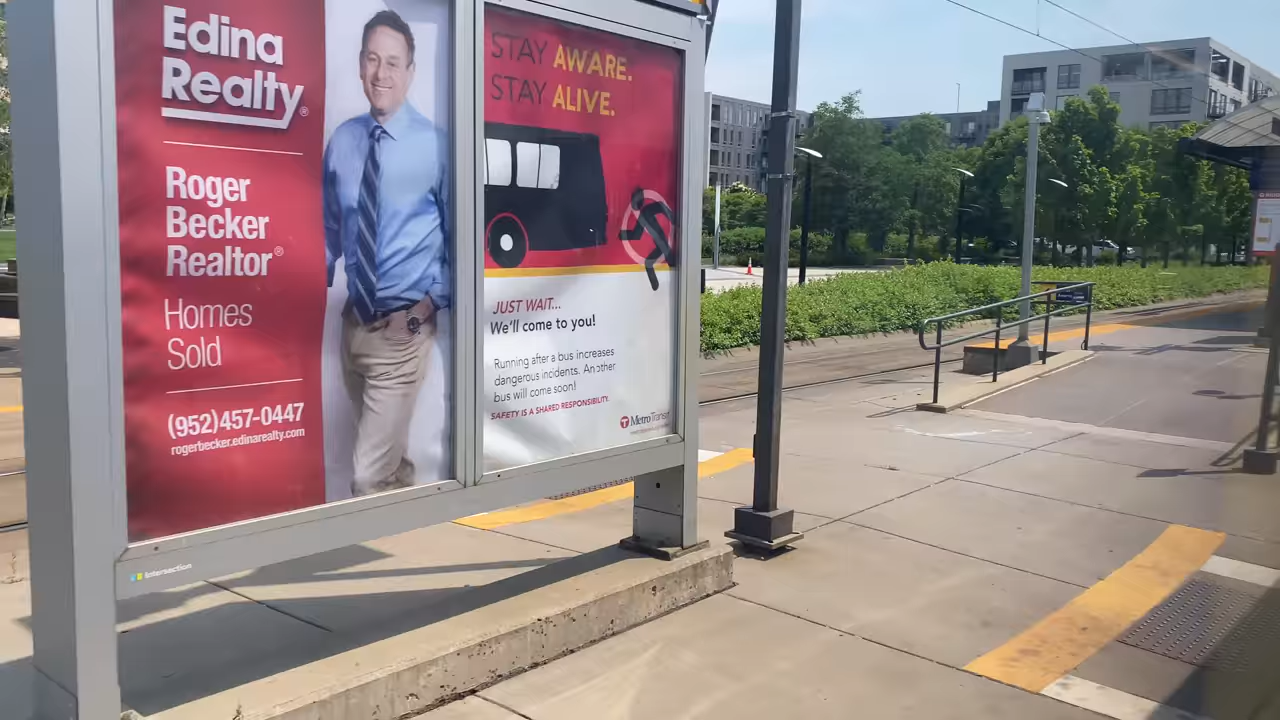 Edina
Realty®
Roger
Becker
Realtor®
Homes
Sold
(952)457-0447
rogerbecker.edinarealty.com
Intersection
STAY AWARE.
STAY ALIVE.
JUST WAIT...
We'll come to you!
Running after a bus increases
dangerous incidents. Another
bus will come soon!
SAFETY IS A SHARED RESPONSIBILITY.
MetroTransit